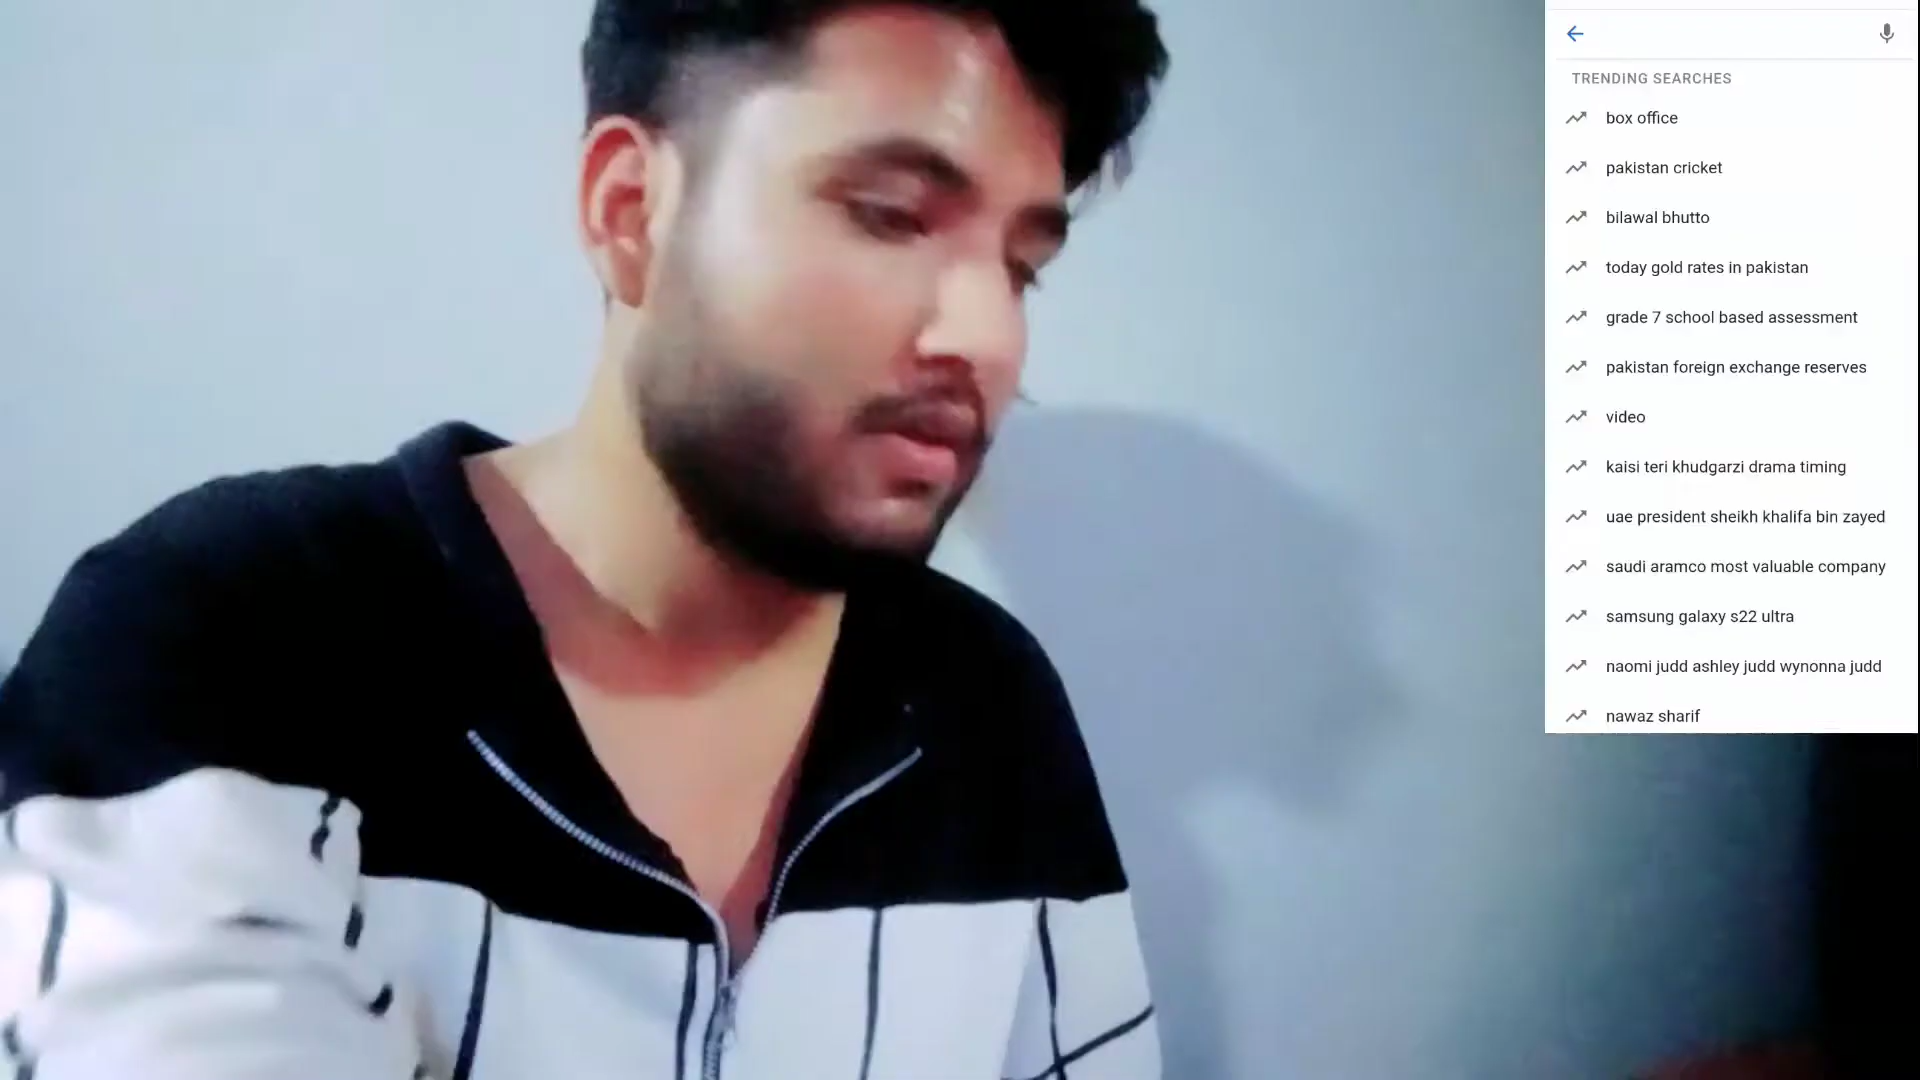 TRENDING SEARCHES
box office
pakistan cricket
bilawal bhutto
today gold rates in pakistan
grade 7 school based assessment
pakistan foreign exchange reserves
video
kaisi teri khudgarzi drama timing
uae president sheikh khalifa bin zayed
saudi aramco most valuable company
samsung galaxy s22 ultra
naomi judd ashley judd wynonna judd
nawaz sharif